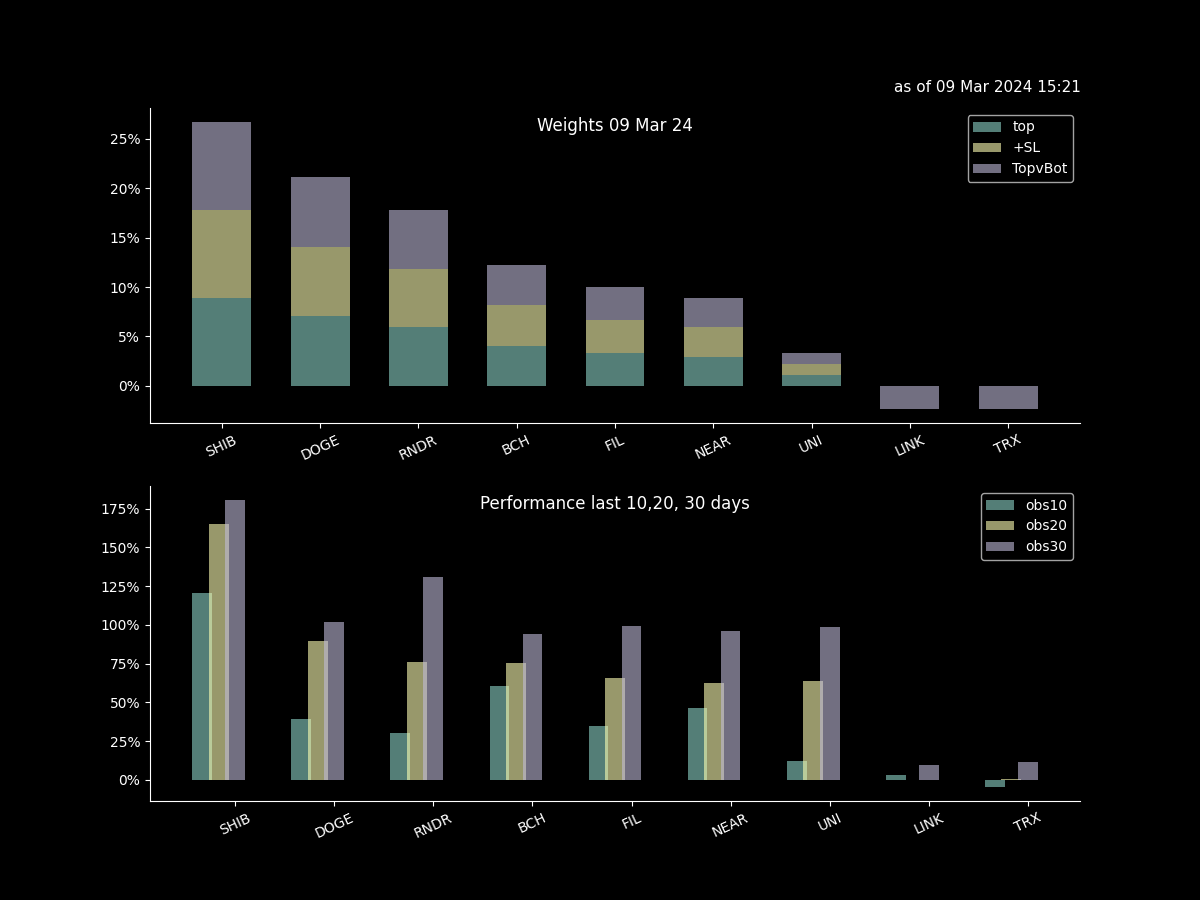 as of 09 Mar 2024 15:21
Weights 09 Mar 24
top
+SL
TopvBot
25%
20%
15%
10%
5%
0%
SHIB DOGE RNDR BCH FIL NEAR UNI LINK TRX
Performance last 10,20, 30 days
obs10
obs20
obs30
175%
150%
125%
100%
75%
50%
25%
0%
SHIB DOGE RNDR BCH FIL NEAR UNI LINK TRX